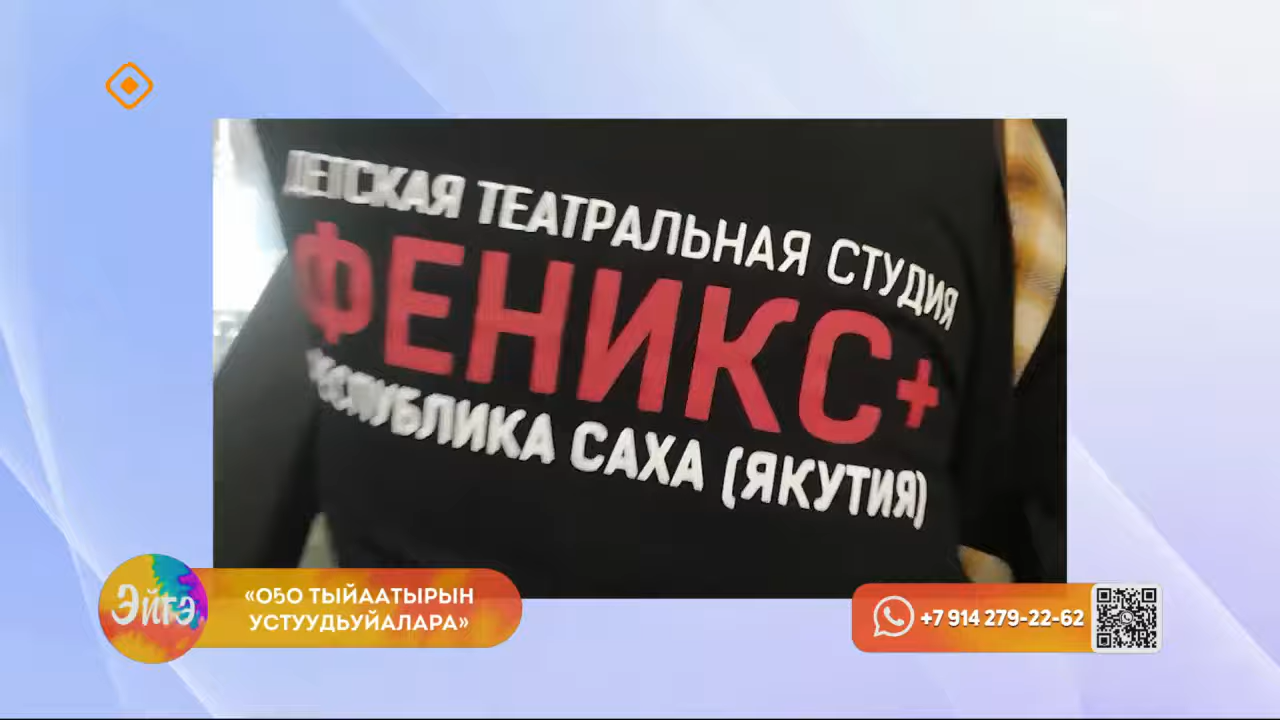 ДЕТСКАЯ ТЕАТРАЛЬНАЯ СТУДИЯ
ФЕНИКС+
РЕСПУБЛИКА САХА (ЯКУТИЯ)
Эйгэ
«ОҔО ТЫЙААТЫРЫН
УСТУУДЬУЙАЛАРА»
+7 914 279-22-62